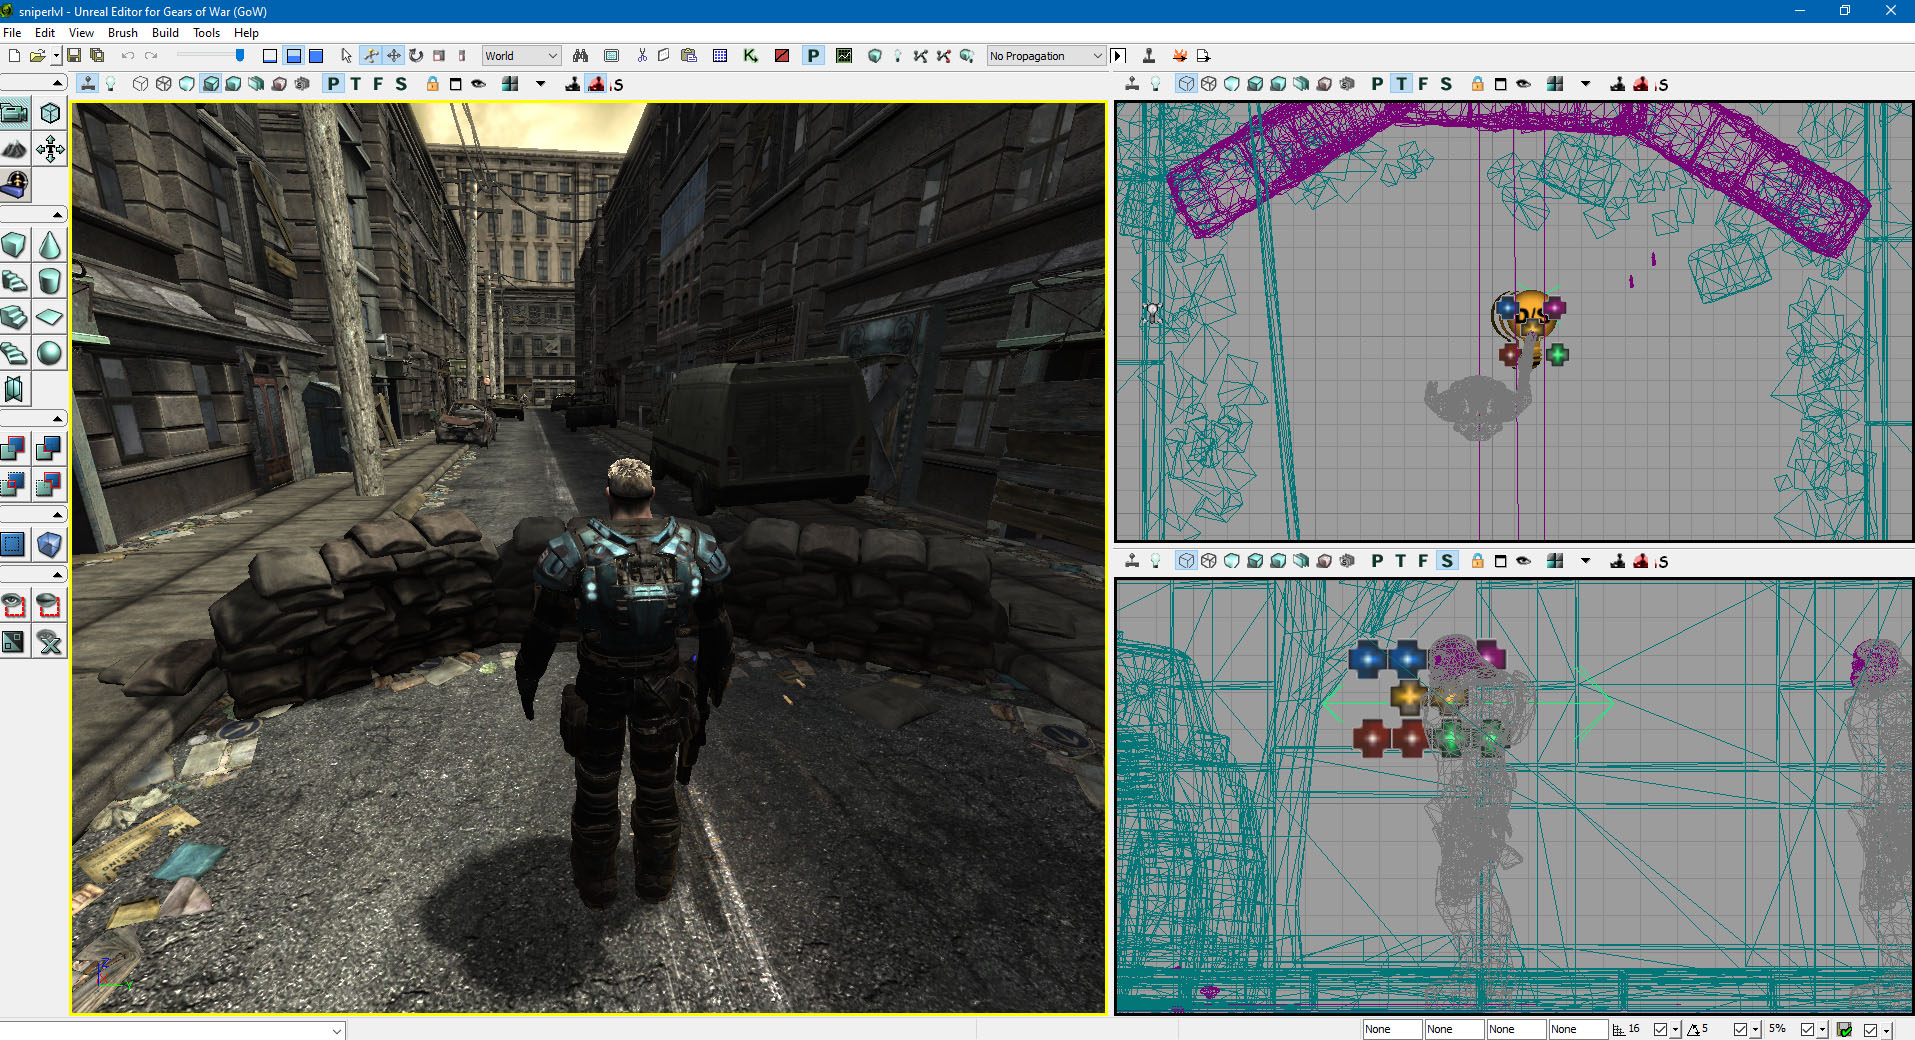 sniperlvl - Unreal Editor for Gears of War (GoW)
File Edit View Brush Build Tools Help
World
K
P
No Propagation
P T F S
S
P T F S
S
D/S
P T F S
S
None None None None 16 5 5%